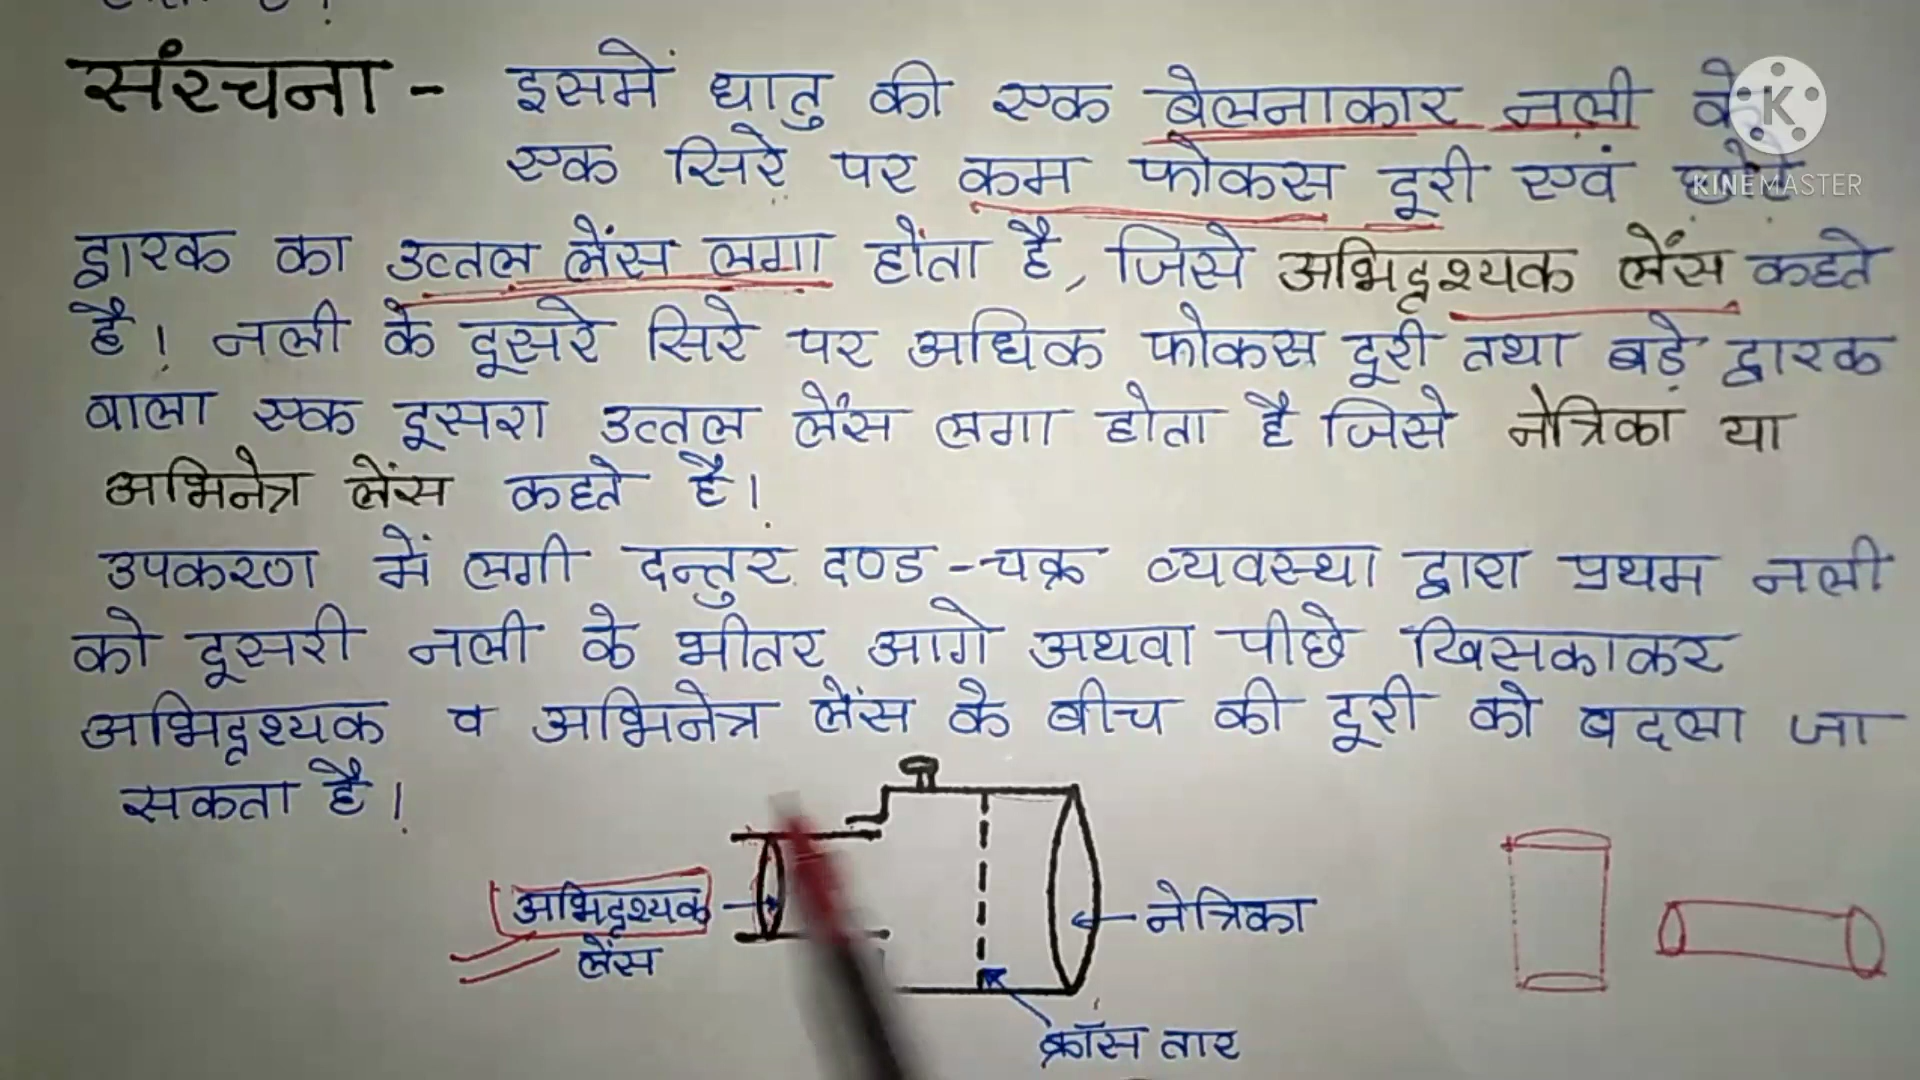 संरचना - इसमें धातु की एक बेलनाकार नली के
एक सिरे पर कम फोकस दूरी एवं छोटे
द्वारक का उत्तल लेंस लगा होता है, जिसे अभिदृश्यक लेंस कहते
है। नली के दूसरे सिरे पर अधिक फोकस दूरी तथा बड़े द्वारक
वाला एक दूसरा उत्तल लेंस लगा होता है जिसे नेत्रिका या
अभिनेत्र लेंस कहते है।
उपकरण में लगी दन्तुर दण्ड-चक्र व्यवस्था द्वारा प्रथम नली
को दूसरी नली के भीतर आगे अथवा पीछे खिसकाकर
अभिदृश्यक व अभिनेत्र लेंस के बीच की दूरी को बदला जा
सकता है।
अभिदृश्यक
लेंस
नेत्रिका
क्रॉस तार
K
KINEMASTER